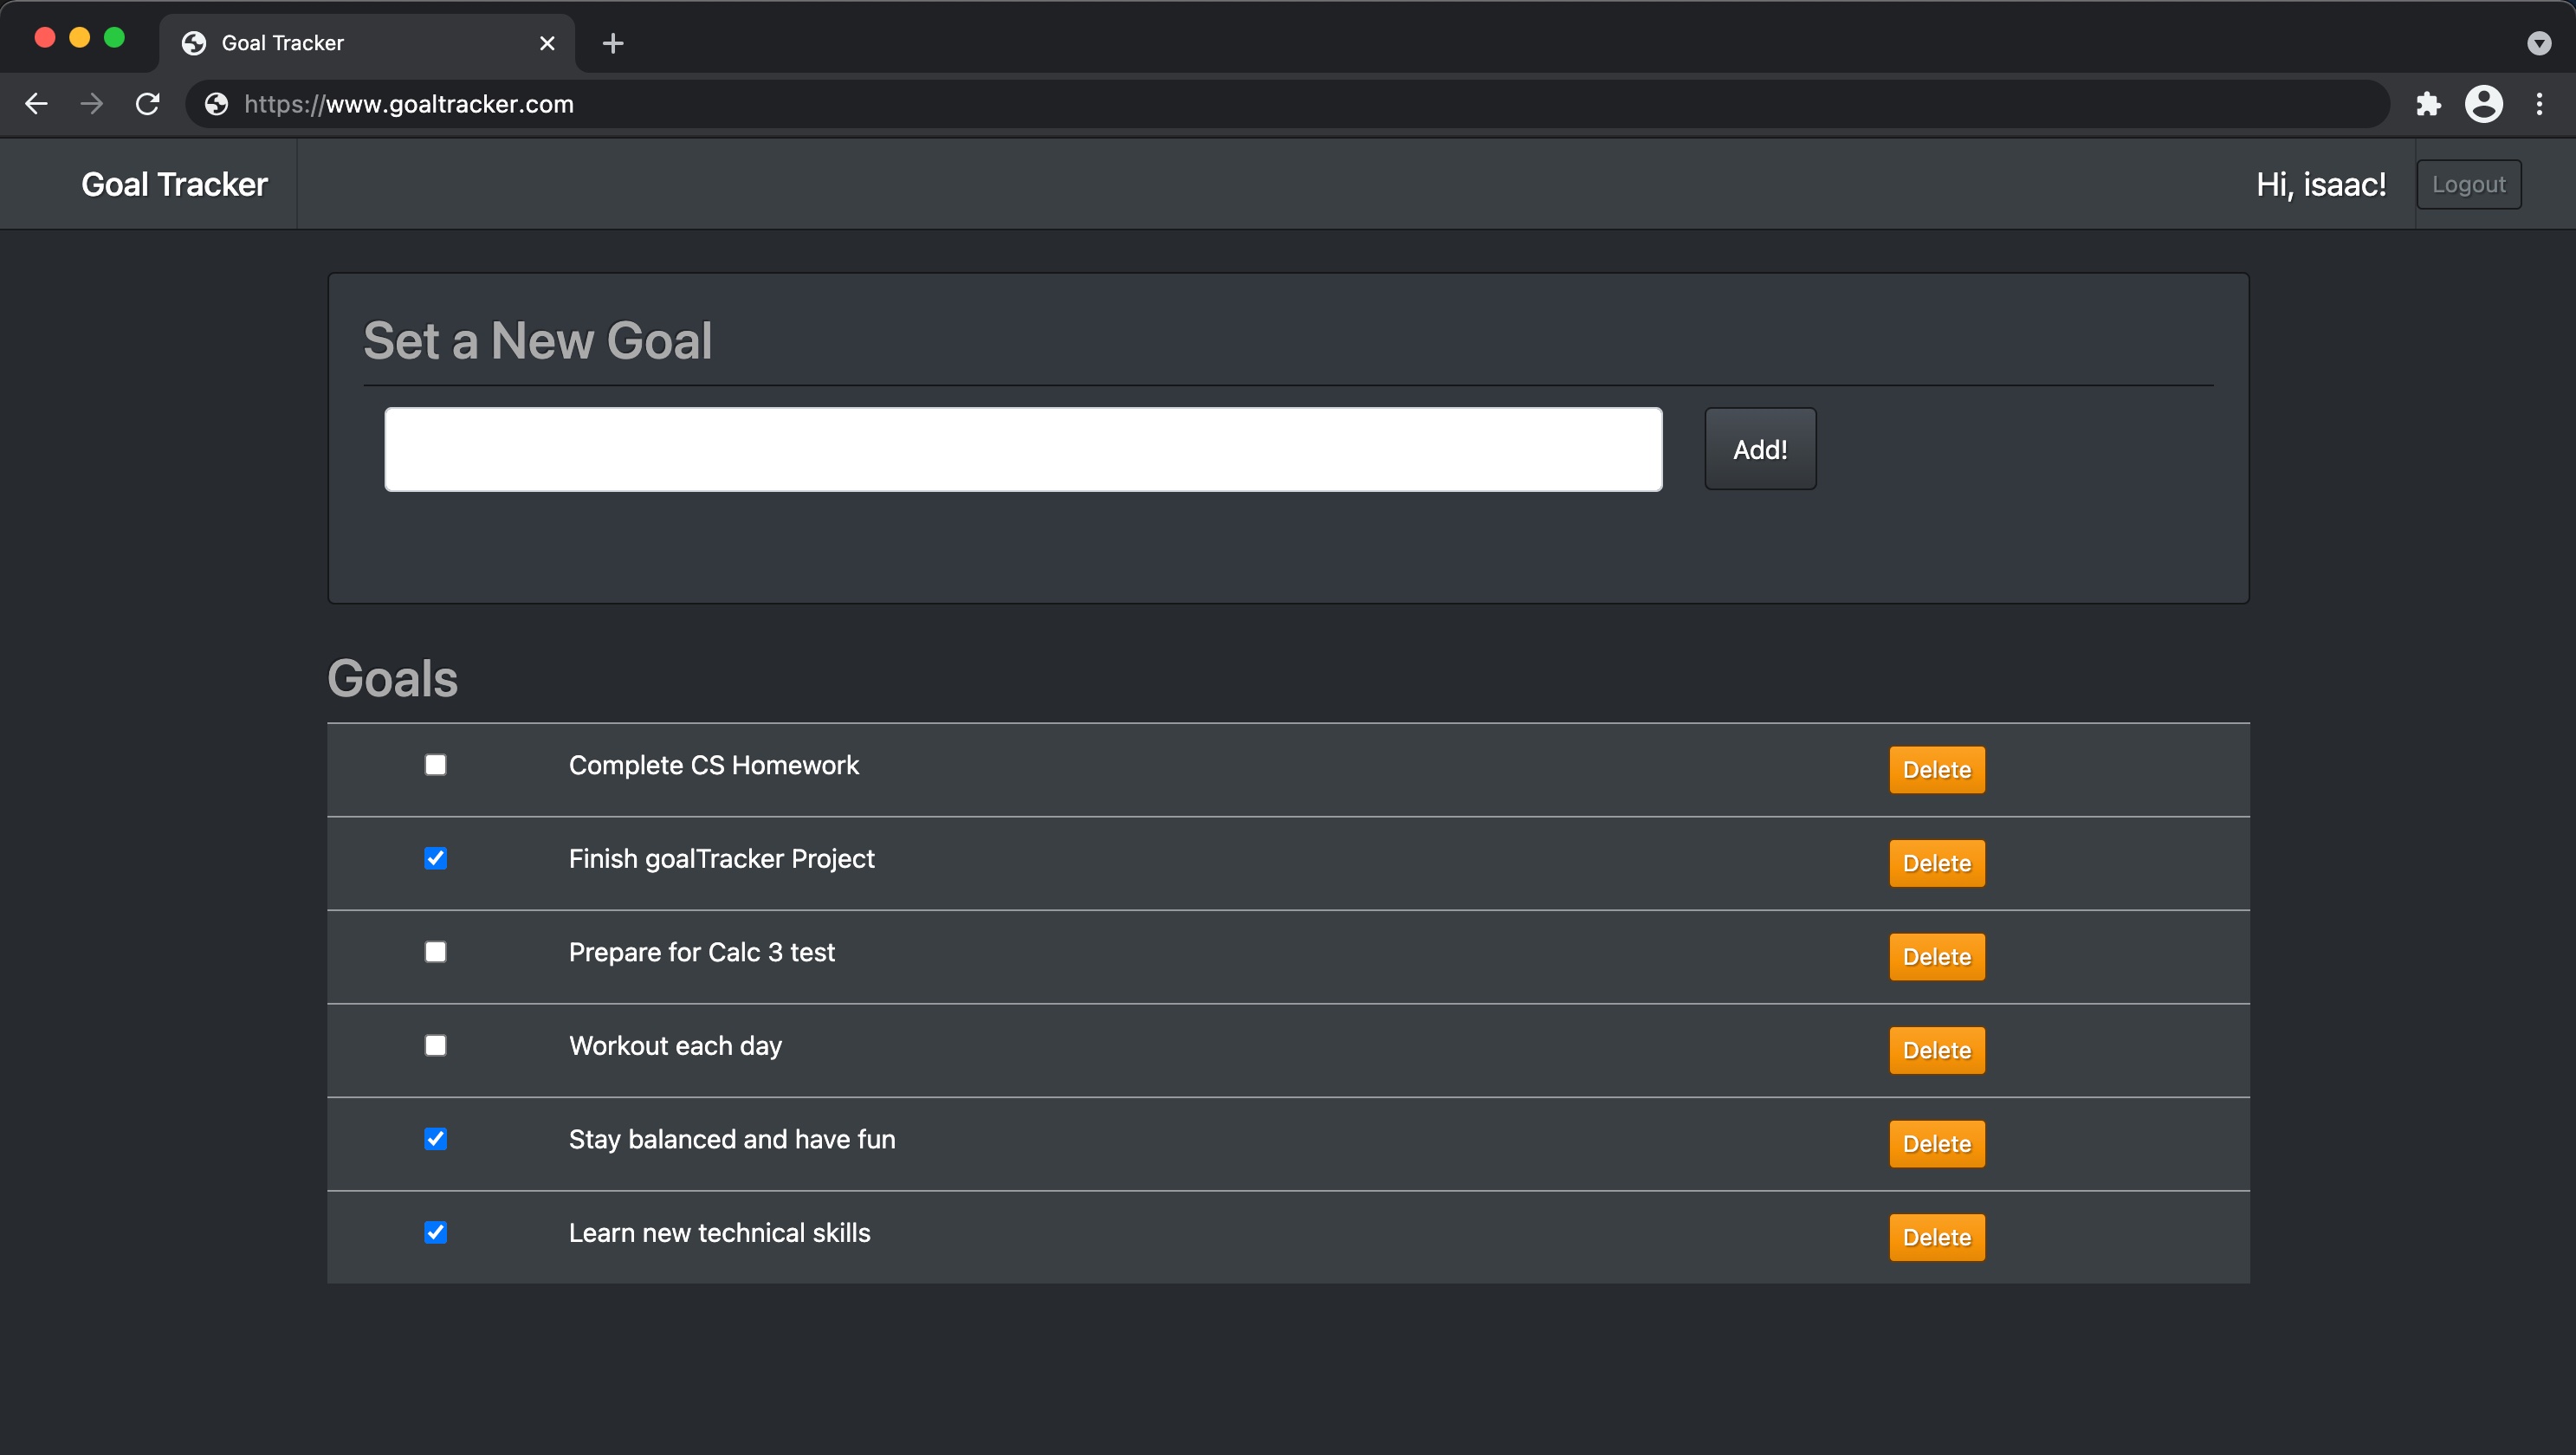 Goal Tracker
https://www.goaltracker.com
Goal Tracker
Hi, isaac!
Logout
Set a New Goal
Add!
Goals
Complete CS Homework Delete
Finish goalTracker Project Delete
Prepare for Calc 3 test Delete
Workout each day Delete
Stay balanced and have fun Delete
Learn new technical skills Delete